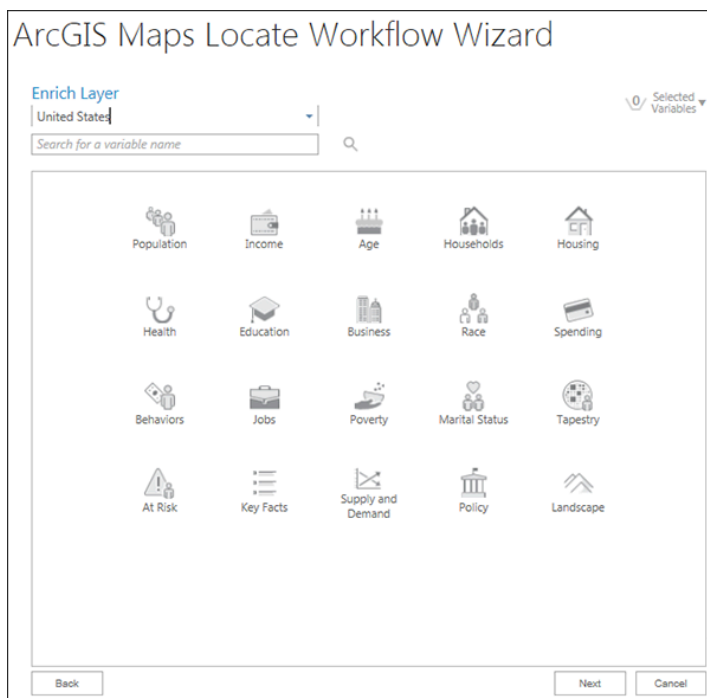 ArcGIS Maps Locate Workflow Wizard
Enrich Layer
United States
0 Selected
Variables
Search for a variable name
Population Income Age Households Housing
Health Education Business Race Spending
Behaviors Jobs Poverty Marital Status Tapestry
At Risk Key Facts Supply and Policy Landscape
Demand
Back Next Cancel